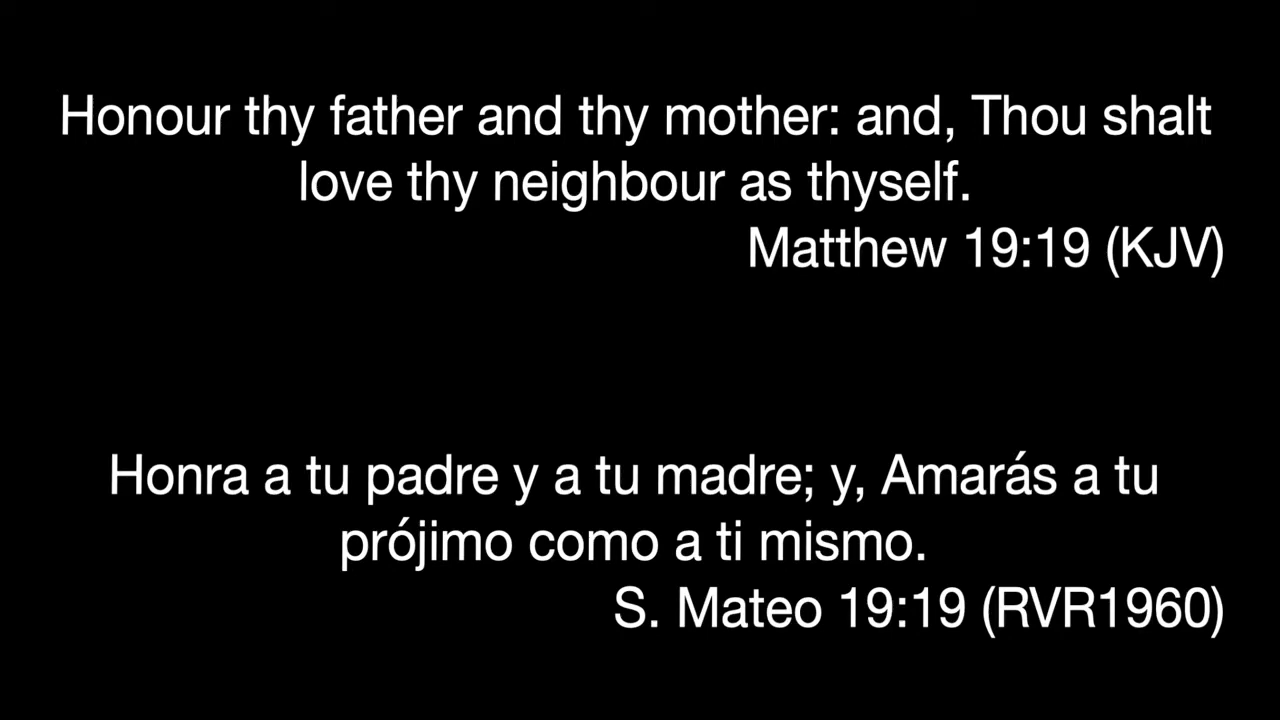 Honour thy father and thy mother: and, Thou shalt
love thy neighbour as thyself.
Matthew 19:19 (KJV)
Honra a tu padre y a tu madre; y, Amarás a tu
prójimo como a ti mismo.
S. Mateo 19:19 (RVR1960)